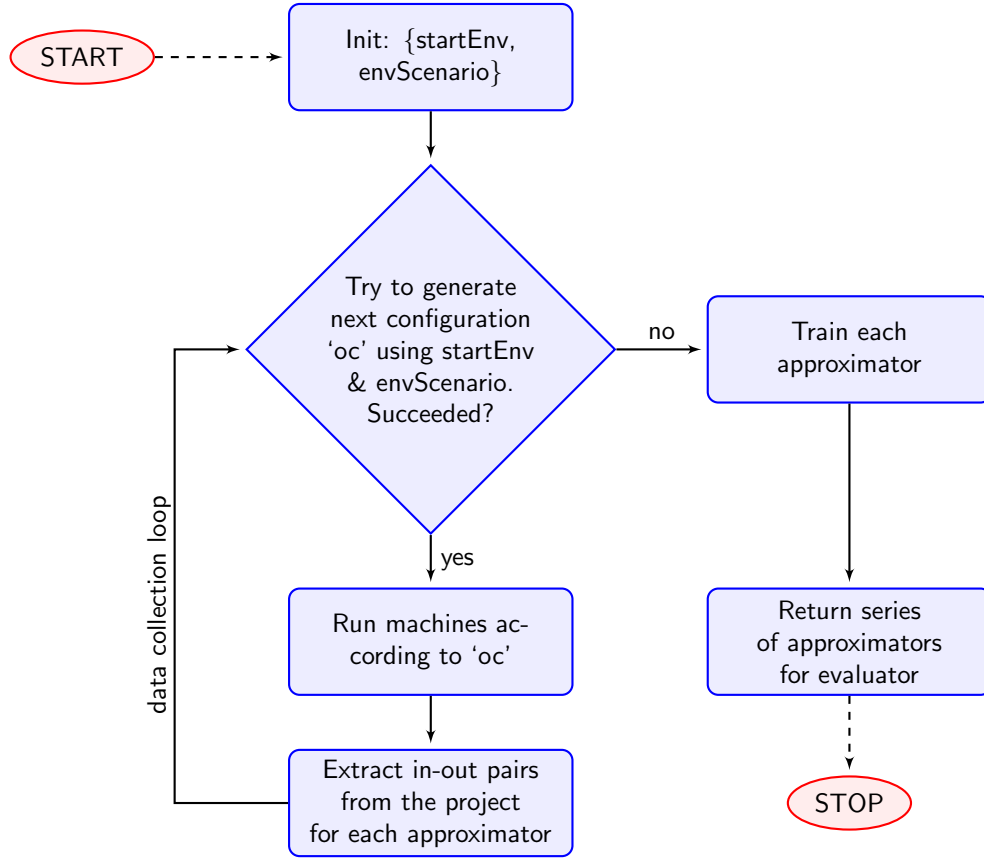 START
Init: {startEnv,
envScenario}
Try to generate
next configuration
‘oc’ using startEnv
& envScenario.
Succeeded?
no
Train each
approximator
data collection loop
yes
Run machines ac-
cording to ‘oc’
Return series
of approximators
for evaluator
Extract in-out pairs
from the project
for each approximator
STOP